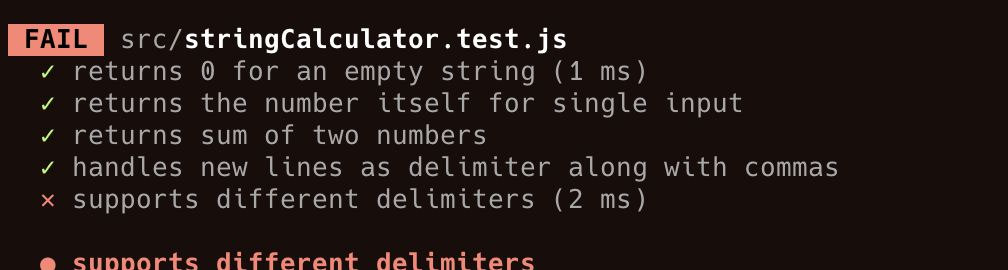 FAIL src/stringCalculator.test.js
✓ returns 0 for an empty string (1 ms)
✓ returns the number itself for single input
✓ returns sum of two numbers
✓ handles new lines as delimiter along with commas
✕ supports different delimiters (2 ms)
● supports different delimiters